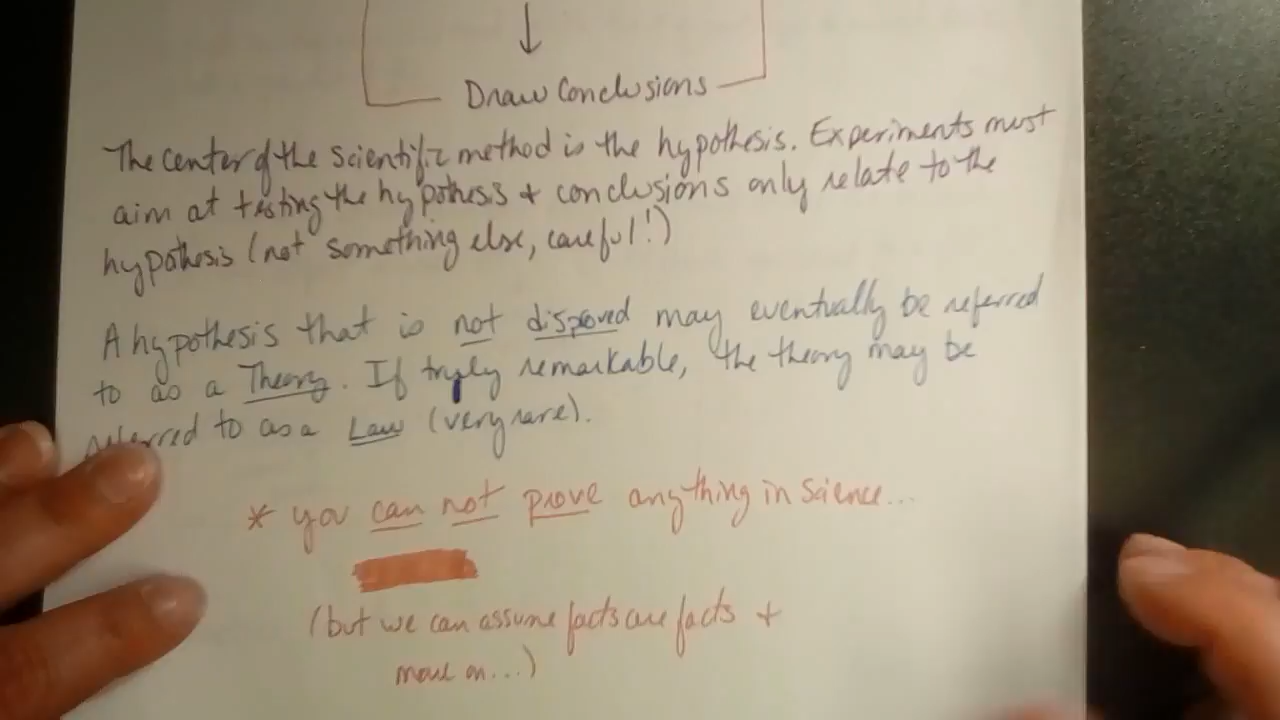 Draw Conclusions
The center of the scientific method is the hypothesis. Experiments must
aim at testing the hypothesis + conclusions only relate to the
hypothesis (not something else, careful!)
A hypothesis that is not disproved may eventually be referred
to as a Theory. If truly remarkable, the theory may be
referred to as a Law (very rare).
* you can not prove anything in science...
(but we can assume facts are facts +
move on...)